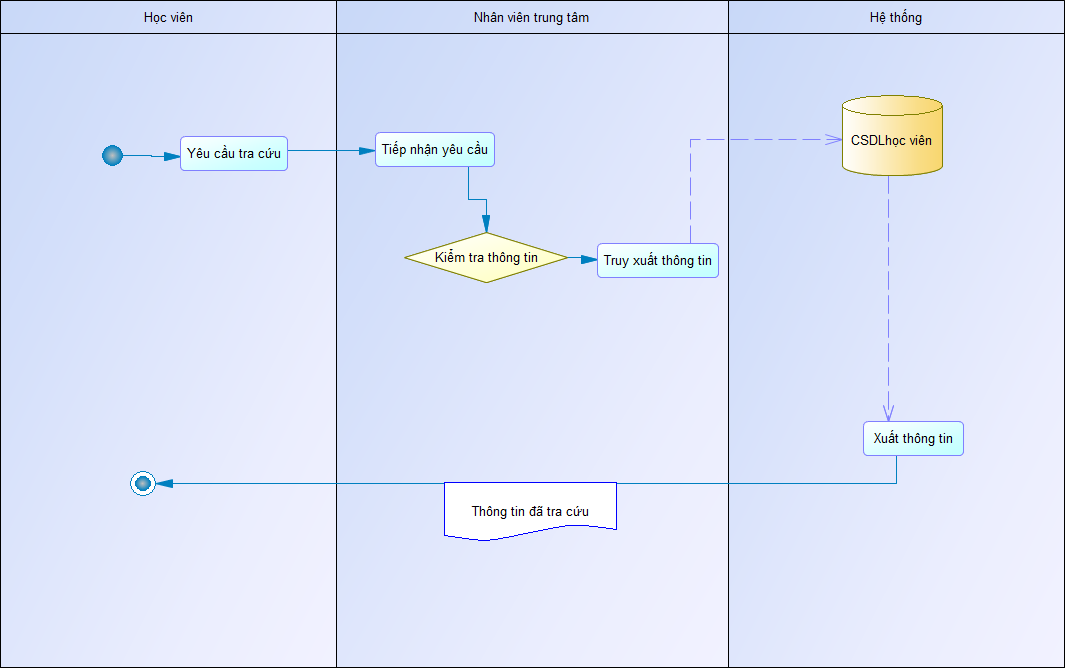 Học viên
Nhân viên trung tâm
Hệ thống
Yêu cầu tra cứu
Tiếp nhận yêu cầu
CSDLhọc viên
Kiểm tra thông tin
Truy xuất thông tin
Xuất thông tin
Thông tin đã tra cứu